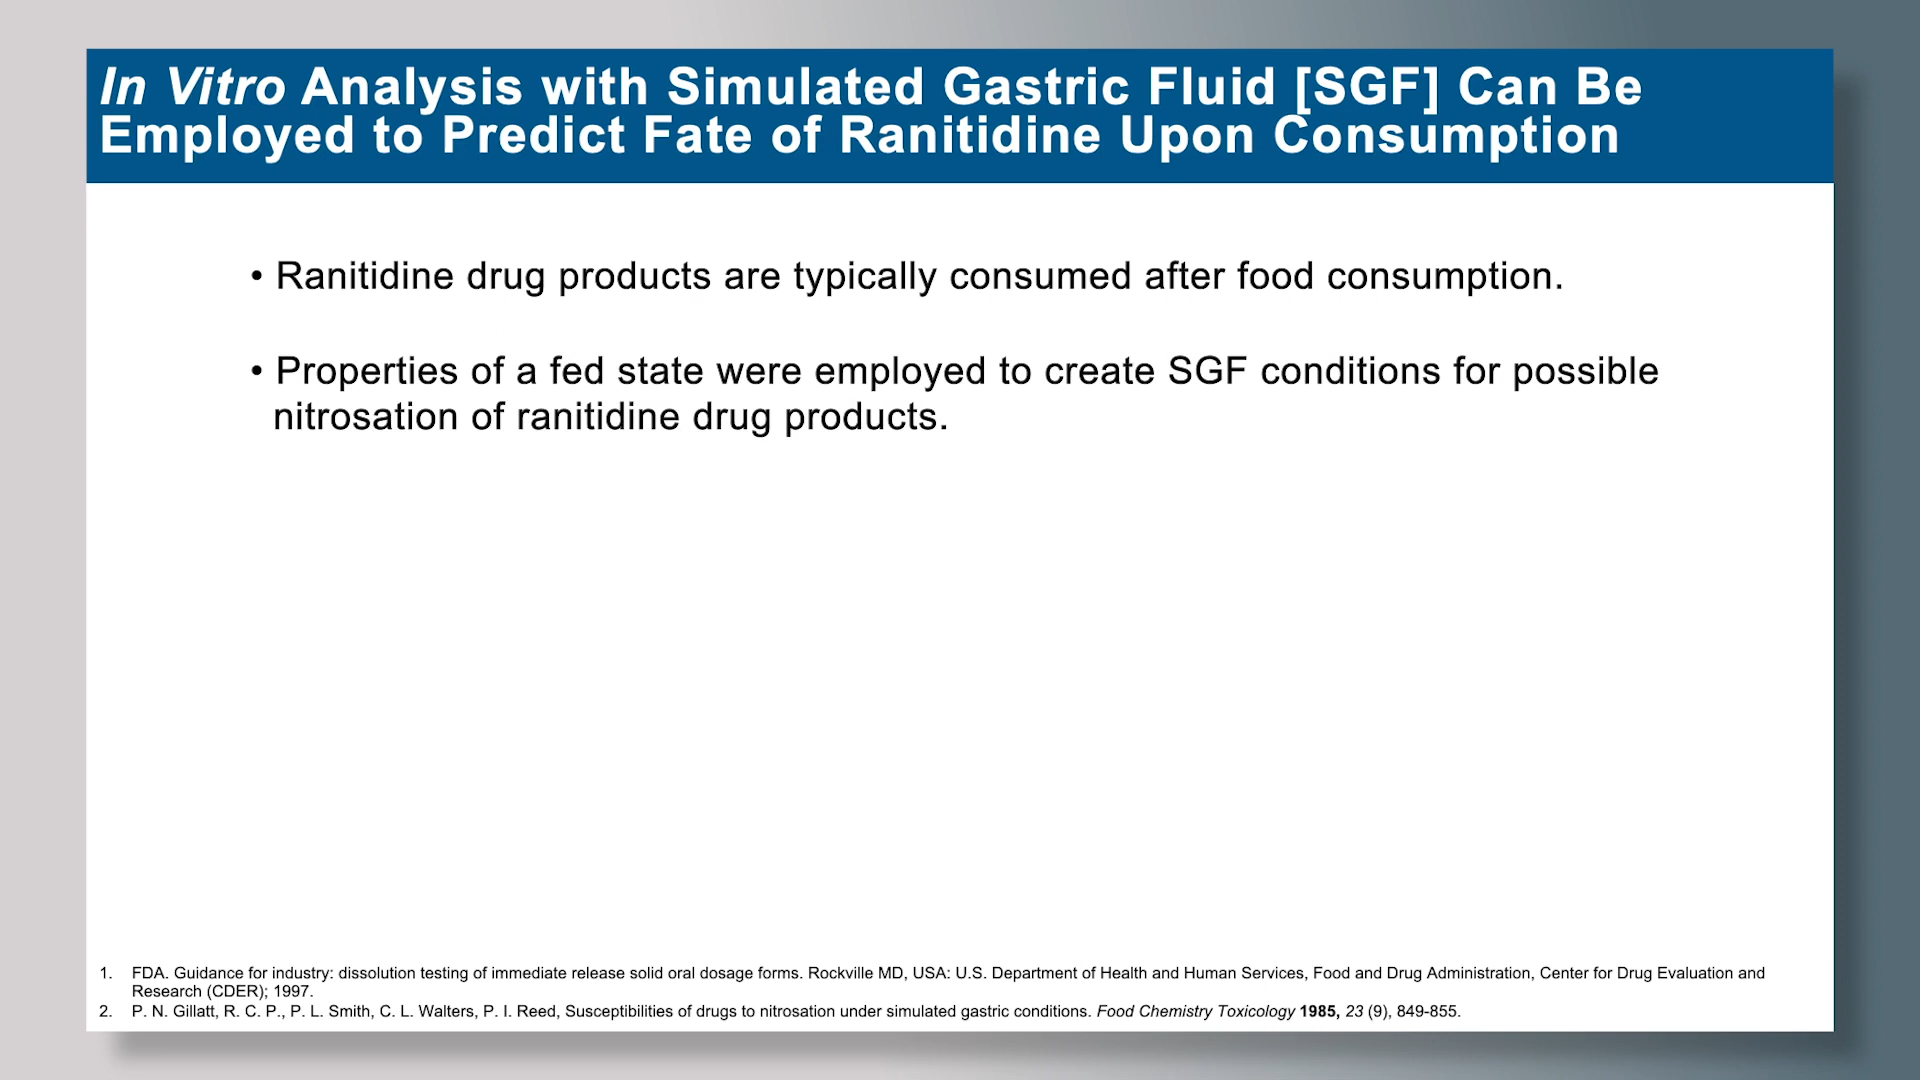 In Vitro Analysis with Simulated Gastric Fluid [SGF] Can Be
Employed to Predict Fate of Ranitidine Upon Consumption
• Ranitidine drug products are typically consumed after food consumption.
• Properties of a fed state were employed to create SGF conditions for possible
nitrosation of ranitidine drug products.
1. FDA. Guidance for industry: dissolution testing of immediate release solid oral dosage forms. Rockville MD, USA: U.S. Department of Health and Human Services, Food and Drug Administration, Center for Drug Evaluation and
Research (CDER); 1997.
2. P. N. Gillatt, R. C. P., P. L. Smith, C. L. Walters, P. I. Reed, Susceptibilities of drugs to nitrosation under simulated gastric conditions. Food Chemistry Toxicology 1985, 23 (9), 849-855.